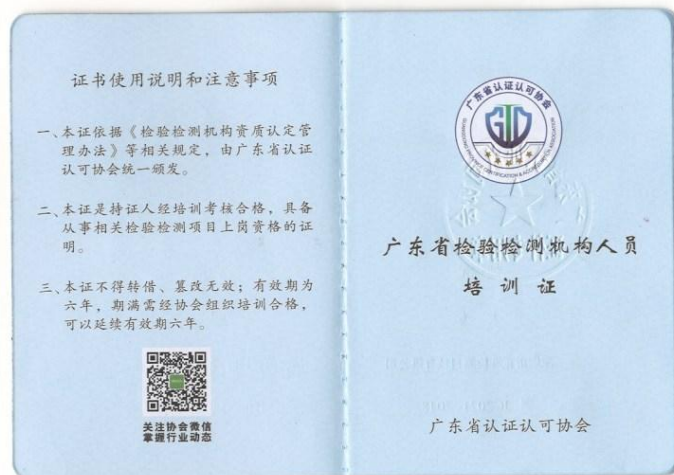 证书使用说明和注意事项
一、本证依据《检验检测机构资质认定管
理办法》等相关规定，由广东省认证
认可协会统一颁发。
二、本证是持证人经培训考核合格，具备
从事相关检验检测项目上岗资格的证
明。
三、本证不得转借、篡改无效；有效期为
六年，期满需经协会组织培训合格，
可以延续有效期六年。
关注协会微信
掌握行业动态
广东省认证认可协会
GUANGDONG PROVINCE CERTIFICATION & ACCREDITATION ASSOCIATION
广东省检验检测机构人员
培训证
广东省认证认可协会